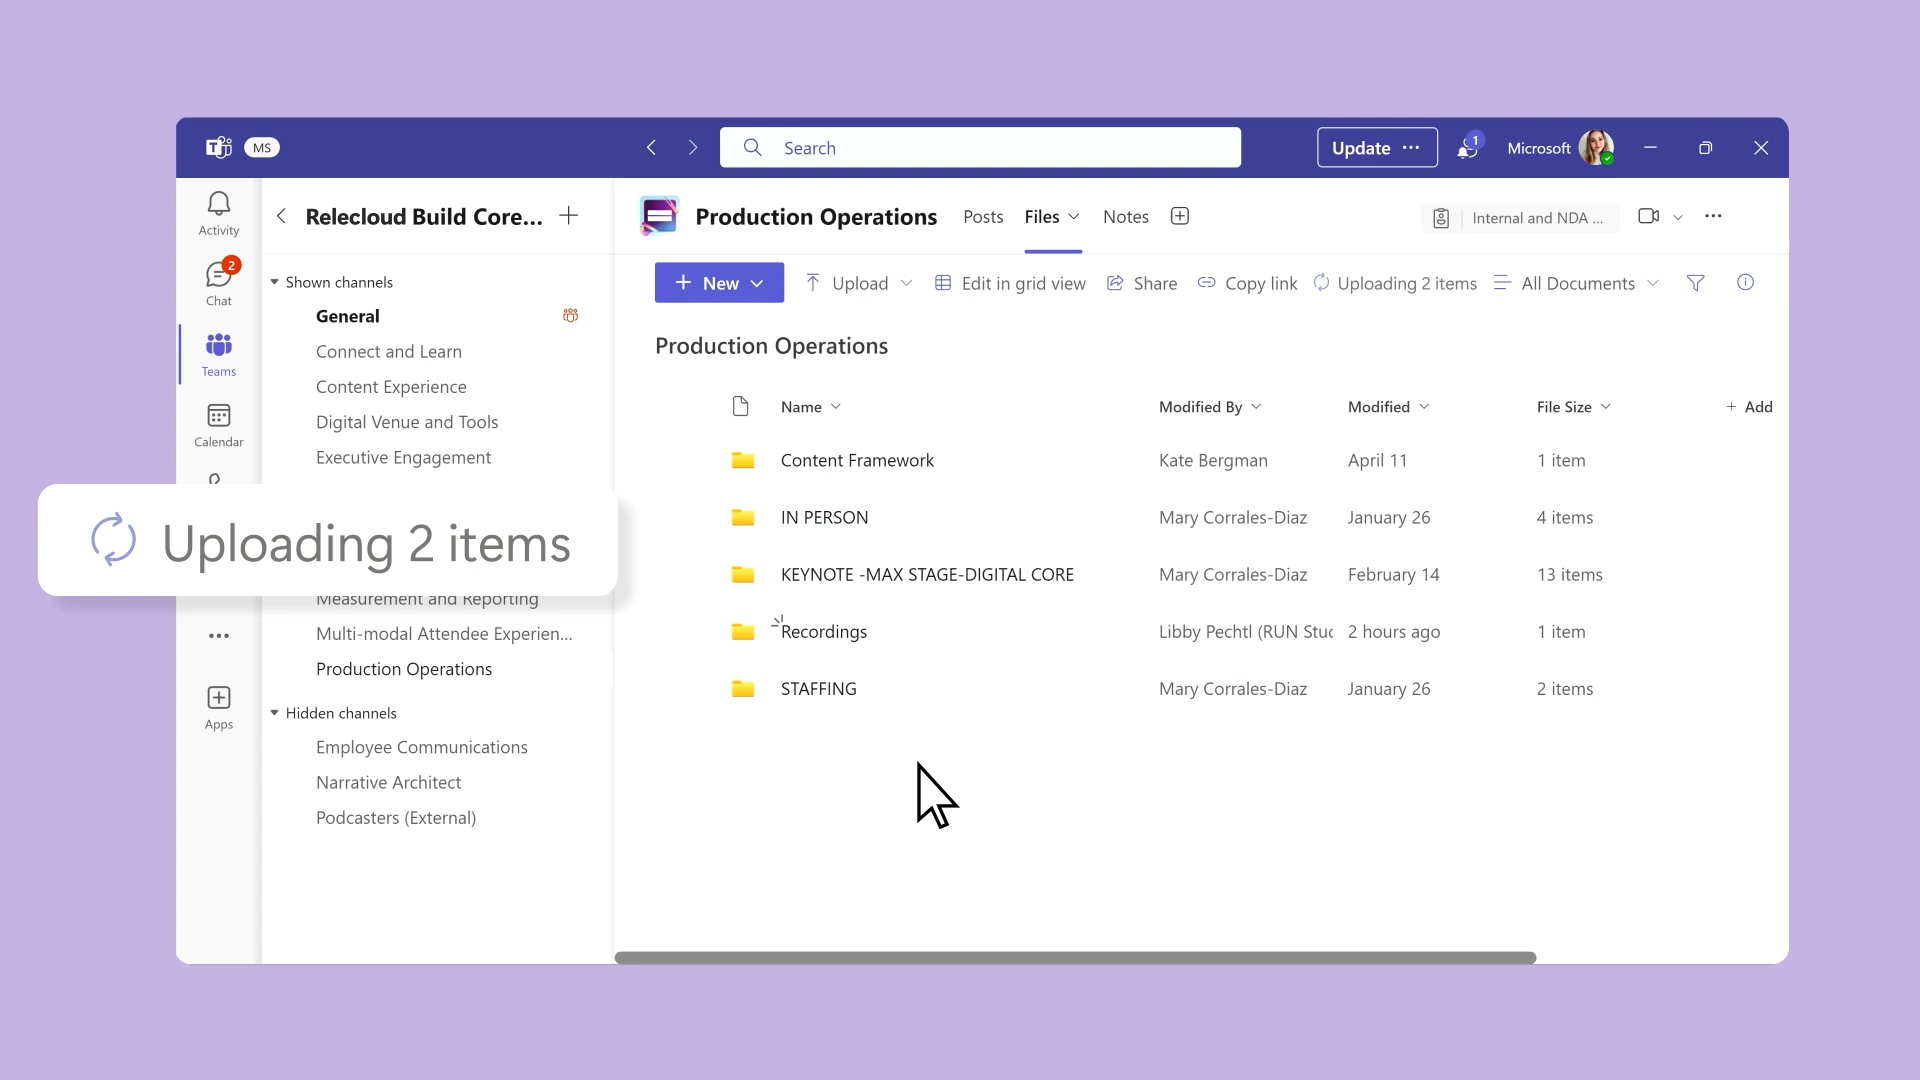 MS
Search
Update
1
Microsoft
Activity
2
Chat
Teams
Calendar
Apps
Relecloud Build Core...
Shown channels
General
Connect and Learn
Content Experience
Digital Venue and Tools
Executive Engagement
Uploading 2 items
Measurement and Reporting
Multi-modal Attendee Experien...
Production Operations
Hidden channels
Employee Communications
Narrative Architect
Podcasters (External)
Production Operations Posts Files Notes
Internal and NDA ...
New Upload Edit in grid view Share Copy link Uploading 2 items All Documents
Production Operations
Name Modified By Modified File Size + Add
Content Framework Kate Bergman April 11 1 item
IN PERSON Mary Corrales-Diaz January 26 4 items
KEYNOTE -MAX STAGE-DIGITAL CORE Mary Corrales-Diaz February 14 13 items
Recordings Libby Pechtl (RUN Stud 2 hours ago 1 item
STAFFING Mary Corrales-Diaz January 26 2 items